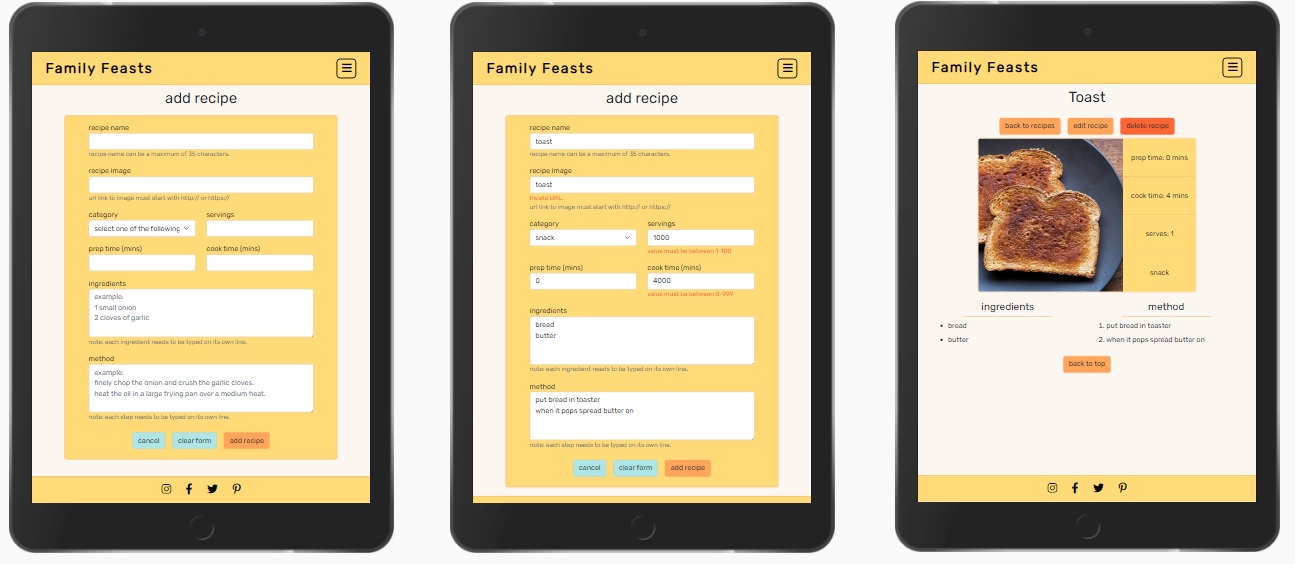 Family Feasts
add recipe
recipe name
recipe name can be a maximum of 35 characters.
recipe image
url link to image must start with http:// or https://
category
servings
select one of the following
prep time (mins)
cook time (mins)
ingredients
example:
1 small onion
2 cloves of garlic
note: each ingredient needs to be typed on its own line.
method
example:
finely chop the onion and crush the garlic cloves.
heat the oil in a large frying pan over a medium heat.
note: each step needs to be typed on its own line.
cancel
clear form
add recipe
Family Feasts
add recipe
recipe name
toast
recipe name can be a maximum of 35 characters.
recipe image
toast
Invalid URL.
url link to image must start with http:// or https://
category
servings
snack
1000
value must be between 1-100
prep time (mins)
cook time (mins)
0
4000
value must be between 0-999
ingredients
bread
butter
note: each ingredient needs to be typed on its own line.
method
put bread in toaster
when it pops spread butter on
note: each step needs to be typed on its own line.
cancel
clear form
add recipe
Family Feasts
Toast
back to recipes
edit recipe
delete recipe
prep time: 0 mins
cook time: 4 mins
serves: 1
snack
ingredients
• bread
• butter
method
1. put bread in toaster
2. when it pops spread butter on
back to top